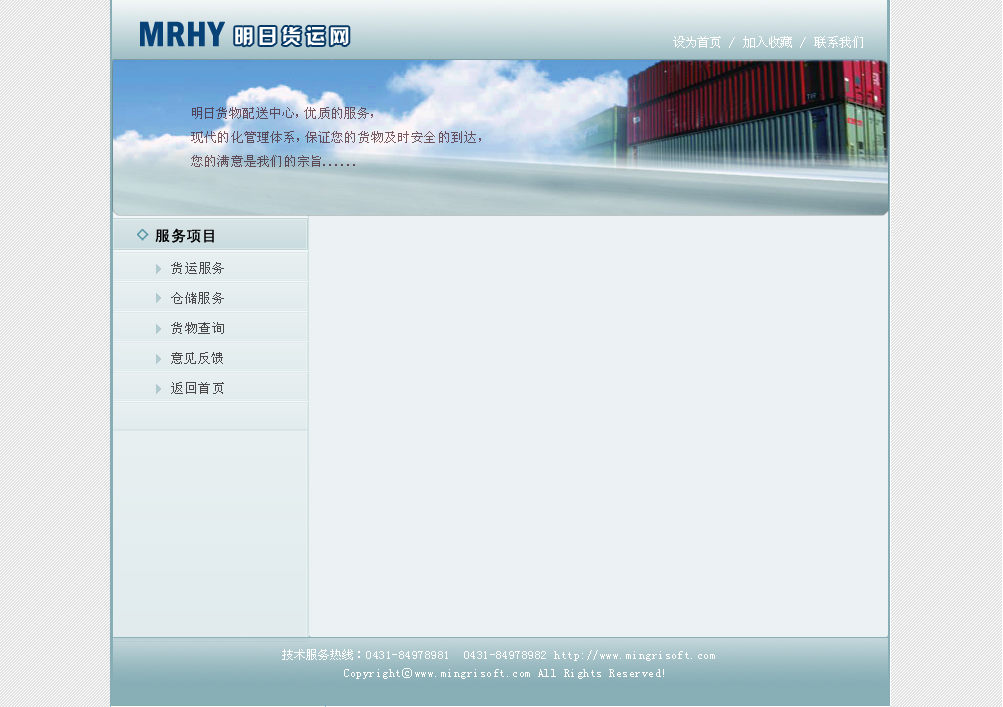 MRHY 明日货运网
设为首页 / 加入收藏 / 联系我们
明日货物配送中心,优质的服务,
现代的化管理体系,保证您的货物及时安全的到达,
您的满意是我们的宗旨......
服务项目
货运服务
仓储服务
货物查询
意见反馈
返回首页
技术服务热线：0431-84978981 0431-84978982 http://www.mingrisoft.com
Copyright©www.mingrisoft.com All Rights Reserved!